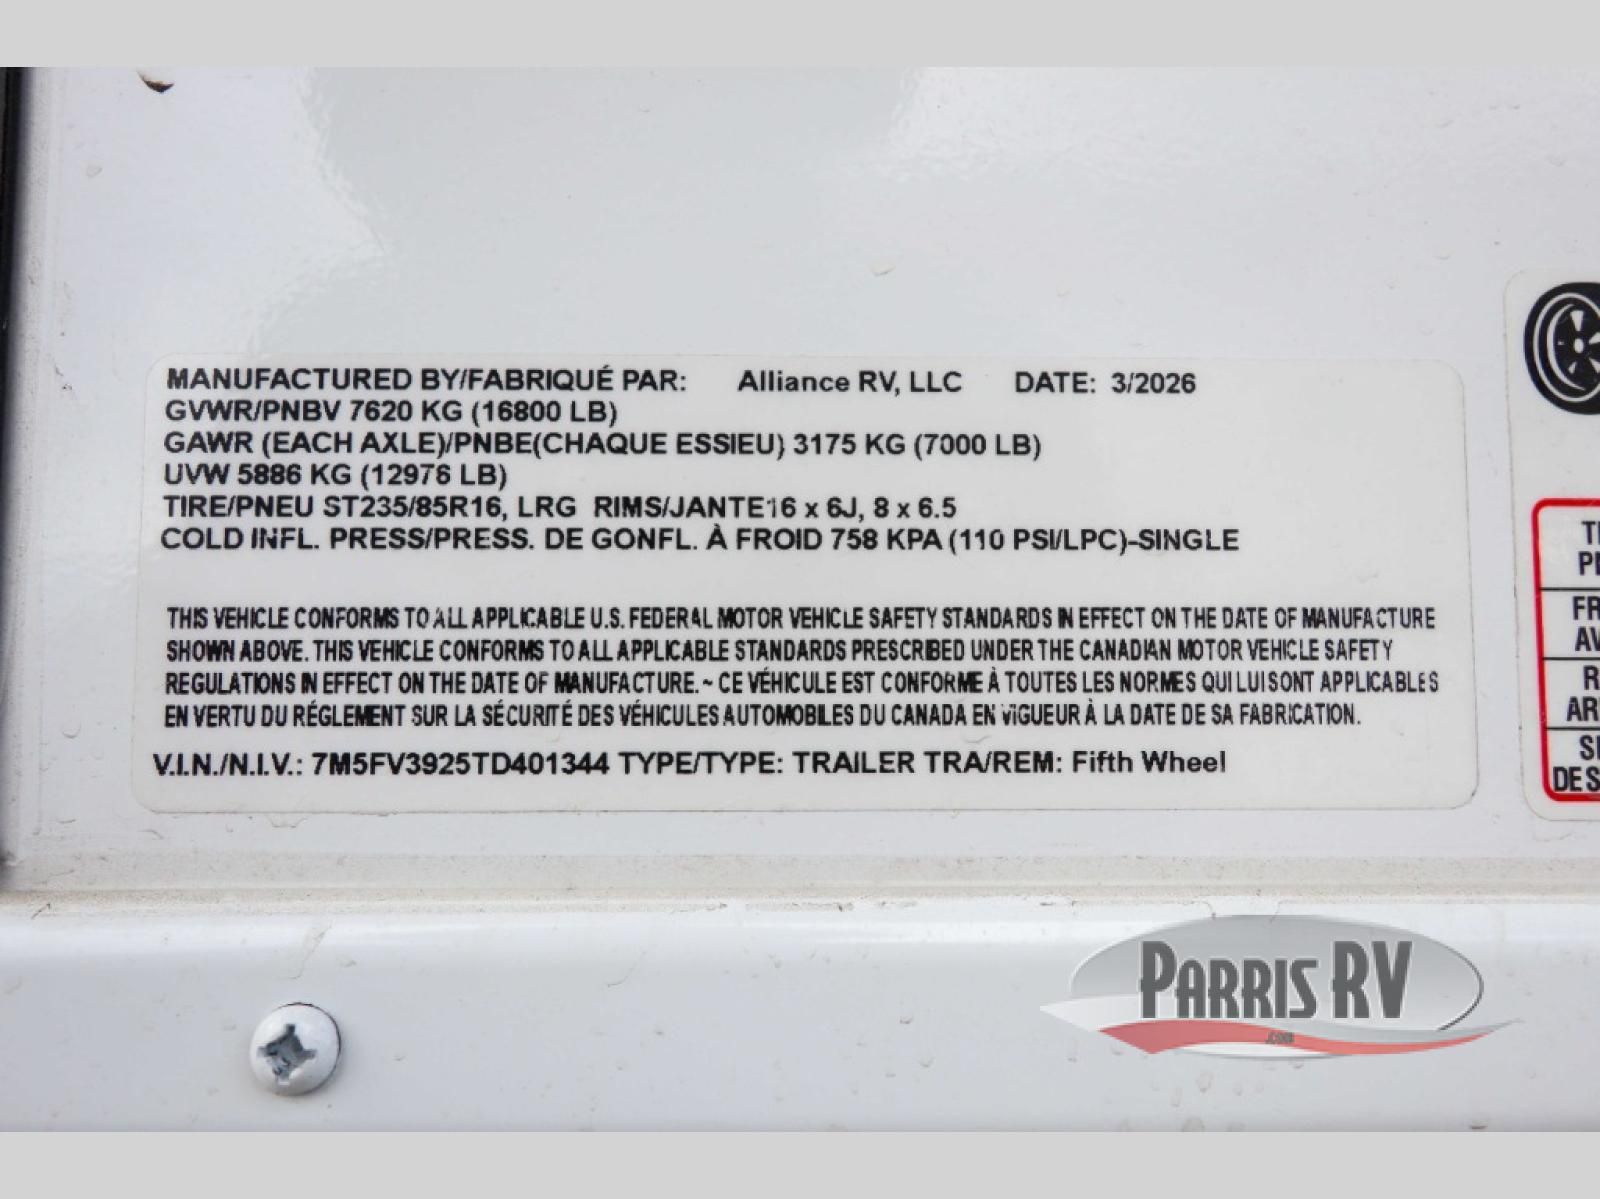 MANUFACTURED BY/FABRIQUÉ PAR: Alliance RV, LLC DATE: 3/2026
GVWR/PNBV 7620 KG (16800 LB)
GAWR (EACH AXLE)/PNBE(CHAQUE ESSIEU) 3175 KG (7000 LB)
UVW 5886 KG (12976 LB)
TIRE/PNEU ST235/85R16, LRG RIMS/JANTE16 x 6J, 8 x 6.5
COLD INFL. PRESS/PRESS. DE GONFL. À FROID 758 KPA (110 PSI/LPC)-SINGLE
THIS VEHICLE CONFORMS TO ALL APPLICABLE U.S. FEDERAL MOTOR VEHICLE SAFETY STANDARDS IN EFFECT ON THE DATE OF MANUFACTURE
SHOWN ABOVE. THIS VEHICLE CONFORMS TO ALL APPLICABLE STANDARDS PRESCRIBED UNDER THE CANADIAN MOTOR VEHICLE SAFETY
REGULATIONS IN EFFECT ON THE DATE OF MANUFACTURE. ~ CE VÉHICULE EST CONFORME À TOUTES LES NORMES QUI LUI SONT APPLICABLES
EN VERTU DU RÉGLEMENT SUR LA SÉCURITÉ DES VÉHICULES AUTOMOBILES DU CANADA EN VIGUEUR À LA DATE DE SA FABRICATION.
V.I.N./N.I.V.: 7M5FV3925TD401344 TYPE/TYPE: TRAILER TRA/REM: Fifth Wheel
PARRIS RV
.COM